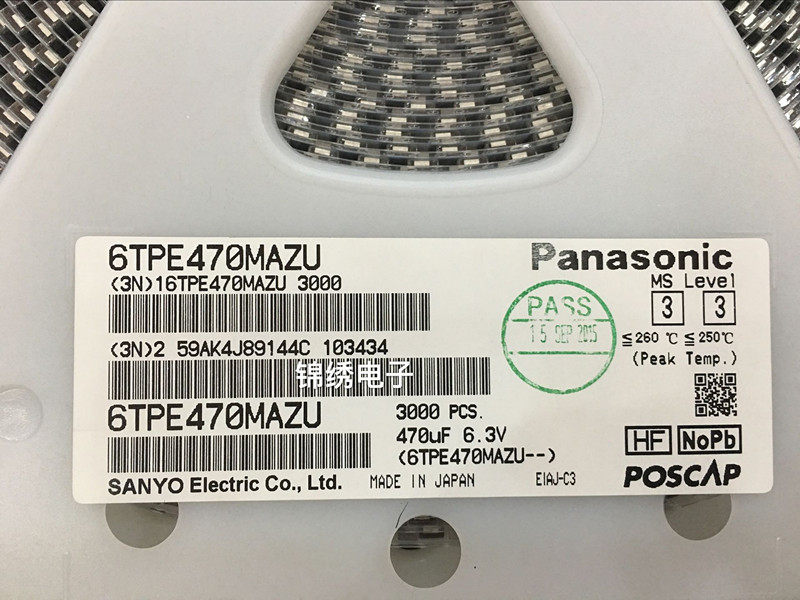 6TPE470MAZU
Panasonic
(3N)16TPE470MAZU 3000
MS Level
3 3
PASS
15 SEP 2015
≦260 ℃ ≦250℃
(Peak Temp.)
(3N)2 59AK4J89144C 103434
锦绣电子
6TPE470MAZU
3000 PCS.
470uF 6.3V
(6TPE470MAZU--)
HF NoPb
SANYO Electric Co., Ltd.
MADE IN JAPAN
EIAJ-C3
POSCAP